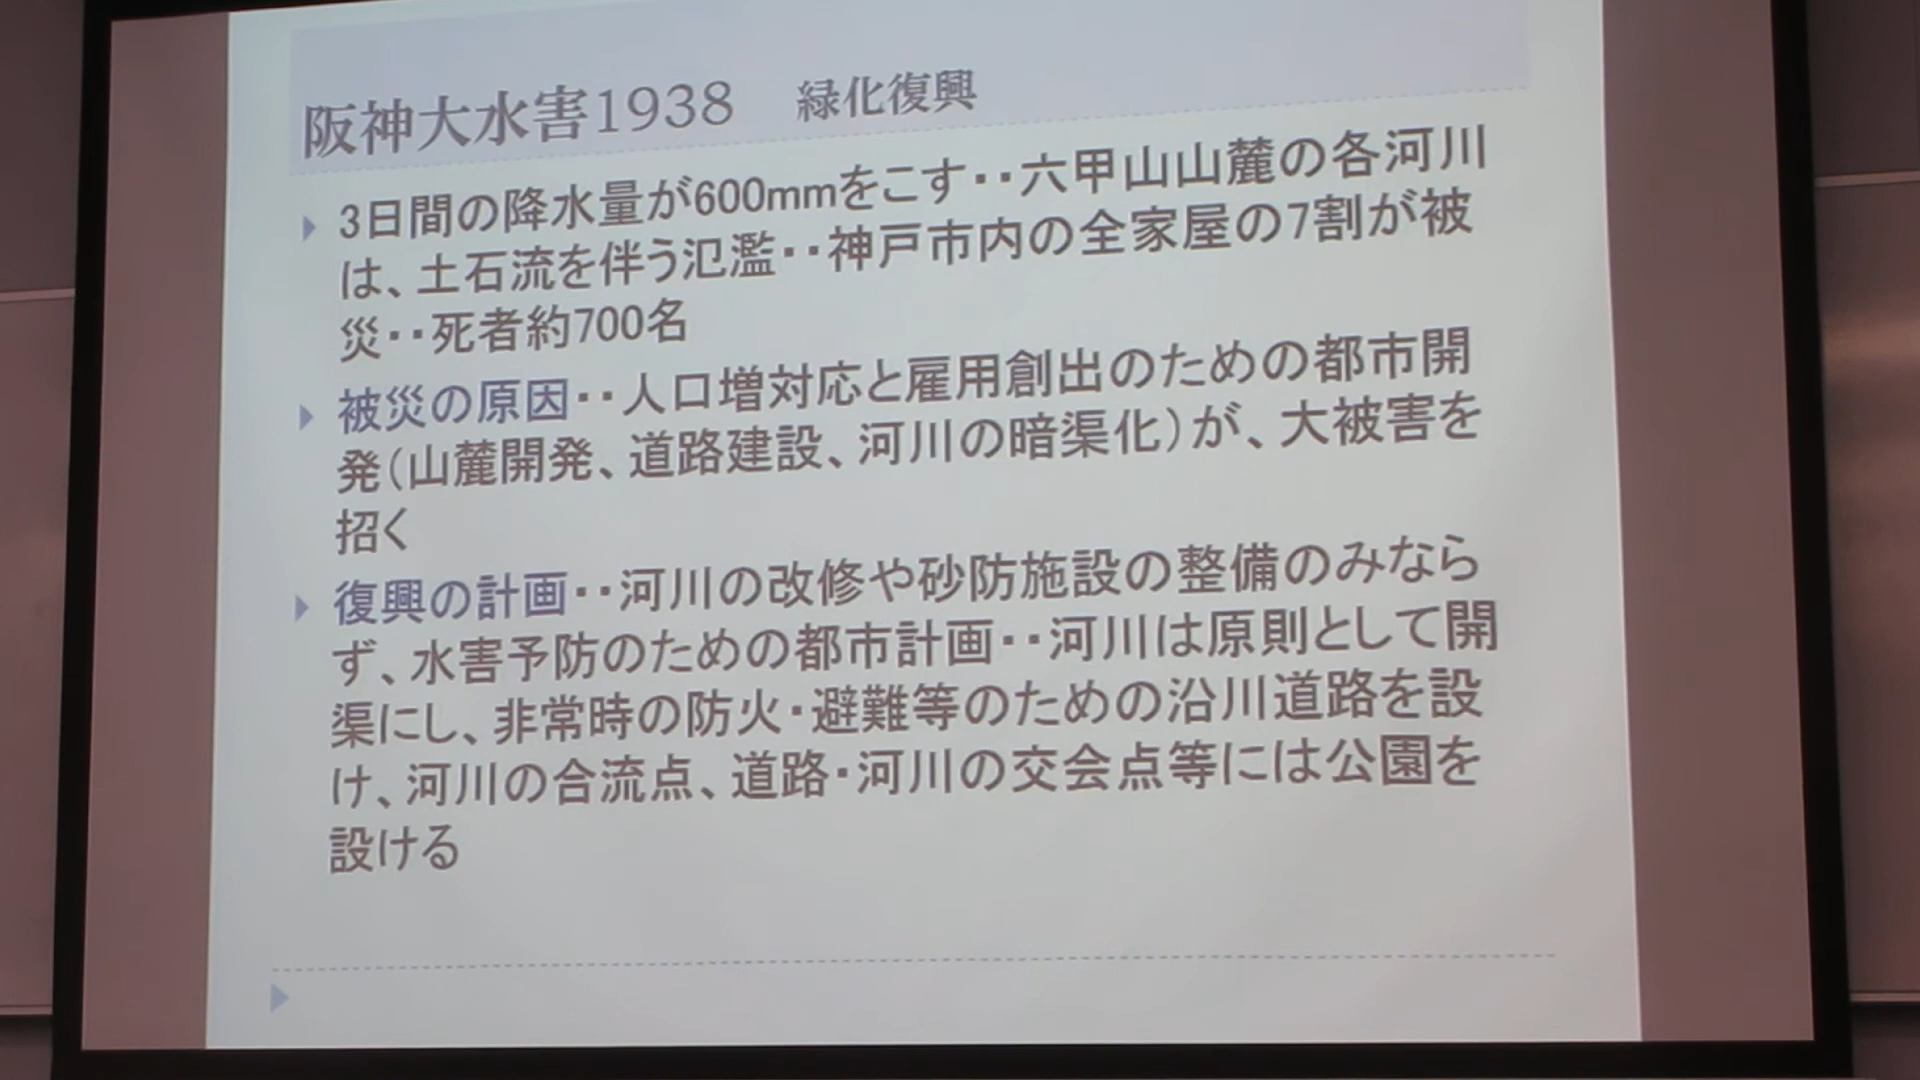 阪神大水害1938　緑化復興
3日間の降水量が600mmをこす・・六甲山山麓の各河川
は、土石流を伴う氾濫・・神戸市内の全家屋の7割が被
災・・死者約700名
被災の原因・・人口増対応と雇用創出のための都市開
発（山麓開発、道路建設、河川の暗渠化）が、大被害を
招く
復興の計画・・河川の改修や砂防施設の整備のみなら
ず、水害予防のための都市計画・・河川は原則として開
渠にし、非常時の防火・避難等のための沿川道路を設
け、河川の合流点、道路・河川の交会点等には公園を
設ける